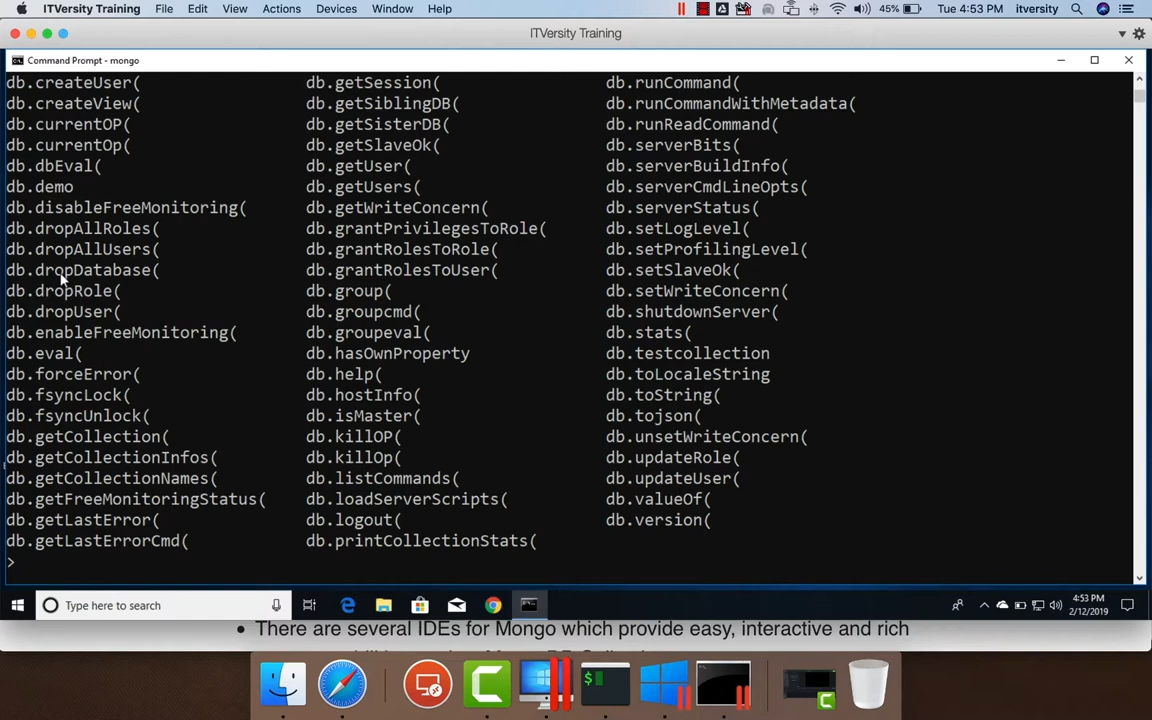 ITVersity Training File Edit View Actions Devices Window Help 45% Tue 4:53 PM itversity
ITVersity Training
Command Prompt - mongo
db.createUser( db.getSession( db.runCommand(
db.createView( db.getSiblingDB( db.runCommandWithMetadata(
db.currentOP( db.getSisterDB( db.runReadCommand(
db.currentOp( db.getSlaveOk( db.serverBits(
db.dbEval( db.getUser( db.serverBuildInfo(
db.demo db.getUsers( db.serverCmdLineOpts(
db.disableFreeMonitoring( db.getWriteConcern( db.serverStatus(
db.dropAllRoles( db.grantPrivilegesToRole( db.setLogLevel(
db.dropAllUsers( db.grantRolesToRole( db.setProfilingLevel(
db.dropDatabase( db.grantRolesToUser( db.setSlaveOk(
db.dropRole( db.group( db.setWriteConcern(
db.dropUser( db.groupcmd( db.shutdownServer(
db.enableFreeMonitoring( db.groupeval( db.stats(
db.eval( db.hasOwnProperty db.testcollection
db.forceError( db.help( db.toLocaleString
db.fsyncLock( db.hostInfo( db.toString(
db.fsyncUnlock( db.isMaster( db.tojson(
db.getCollection( db.killOP( db.unsetWriteConcern(
db.getCollectionInfos( db.killOp( db.updateRole(
db.getCollectionNames( db.listCommands( db.updateUser(
db.getFreeMonitoringStatus( db.loadServerScripts( db.valueOf(
db.getLastError( db.logout( db.version(
db.getLastErrorCmd( db.printCollectionStats(
>
Type here to search 4:53 PM
2/12/2019
• There are several IDEs for Mongo which provide easy, interactive and rich